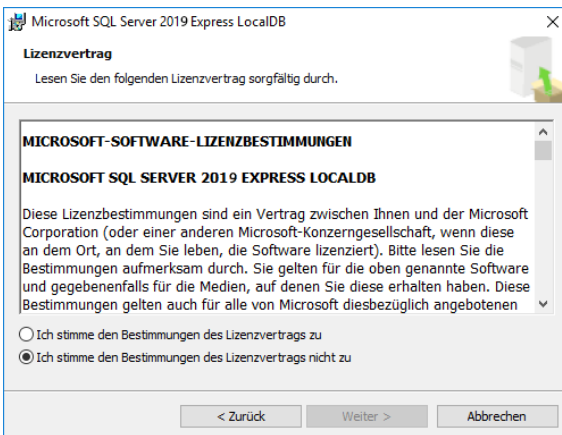 Microsoft SQL Server 2019 Express LocalDB
Lizenzvertrag
Lesen Sie den folgenden Lizenzvertrag sorgfältig durch.
MICROSOFT-SOFTWARE-LIZENZBESTIMMUNGEN
MICROSOFT SQL SERVER 2019 EXPRESS LOCALDB
Diese Lizenzbestimmungen sind ein Vertrag zwischen Ihnen und der Microsoft
Corporation (oder einer anderen Microsoft-Konzerngesellschaft, wenn diese
an dem Ort, an dem Sie leben, die Software lizenziert). Bitte lesen Sie die
Bestimmungen aufmerksam durch. Sie gelten für die oben genannte Software
und gegebenenfalls für die Medien, auf denen Sie diese erhalten haben. Diese
Bestimmungen gelten auch für alle von Microsoft diesbezüglich angebotenen
Ich stimme den Bestimmungen des Lizenzvertrags zu
Ich stimme den Bestimmungen des Lizenzvertrags nicht zu
< Zurück
Weiter >
Abbrechen